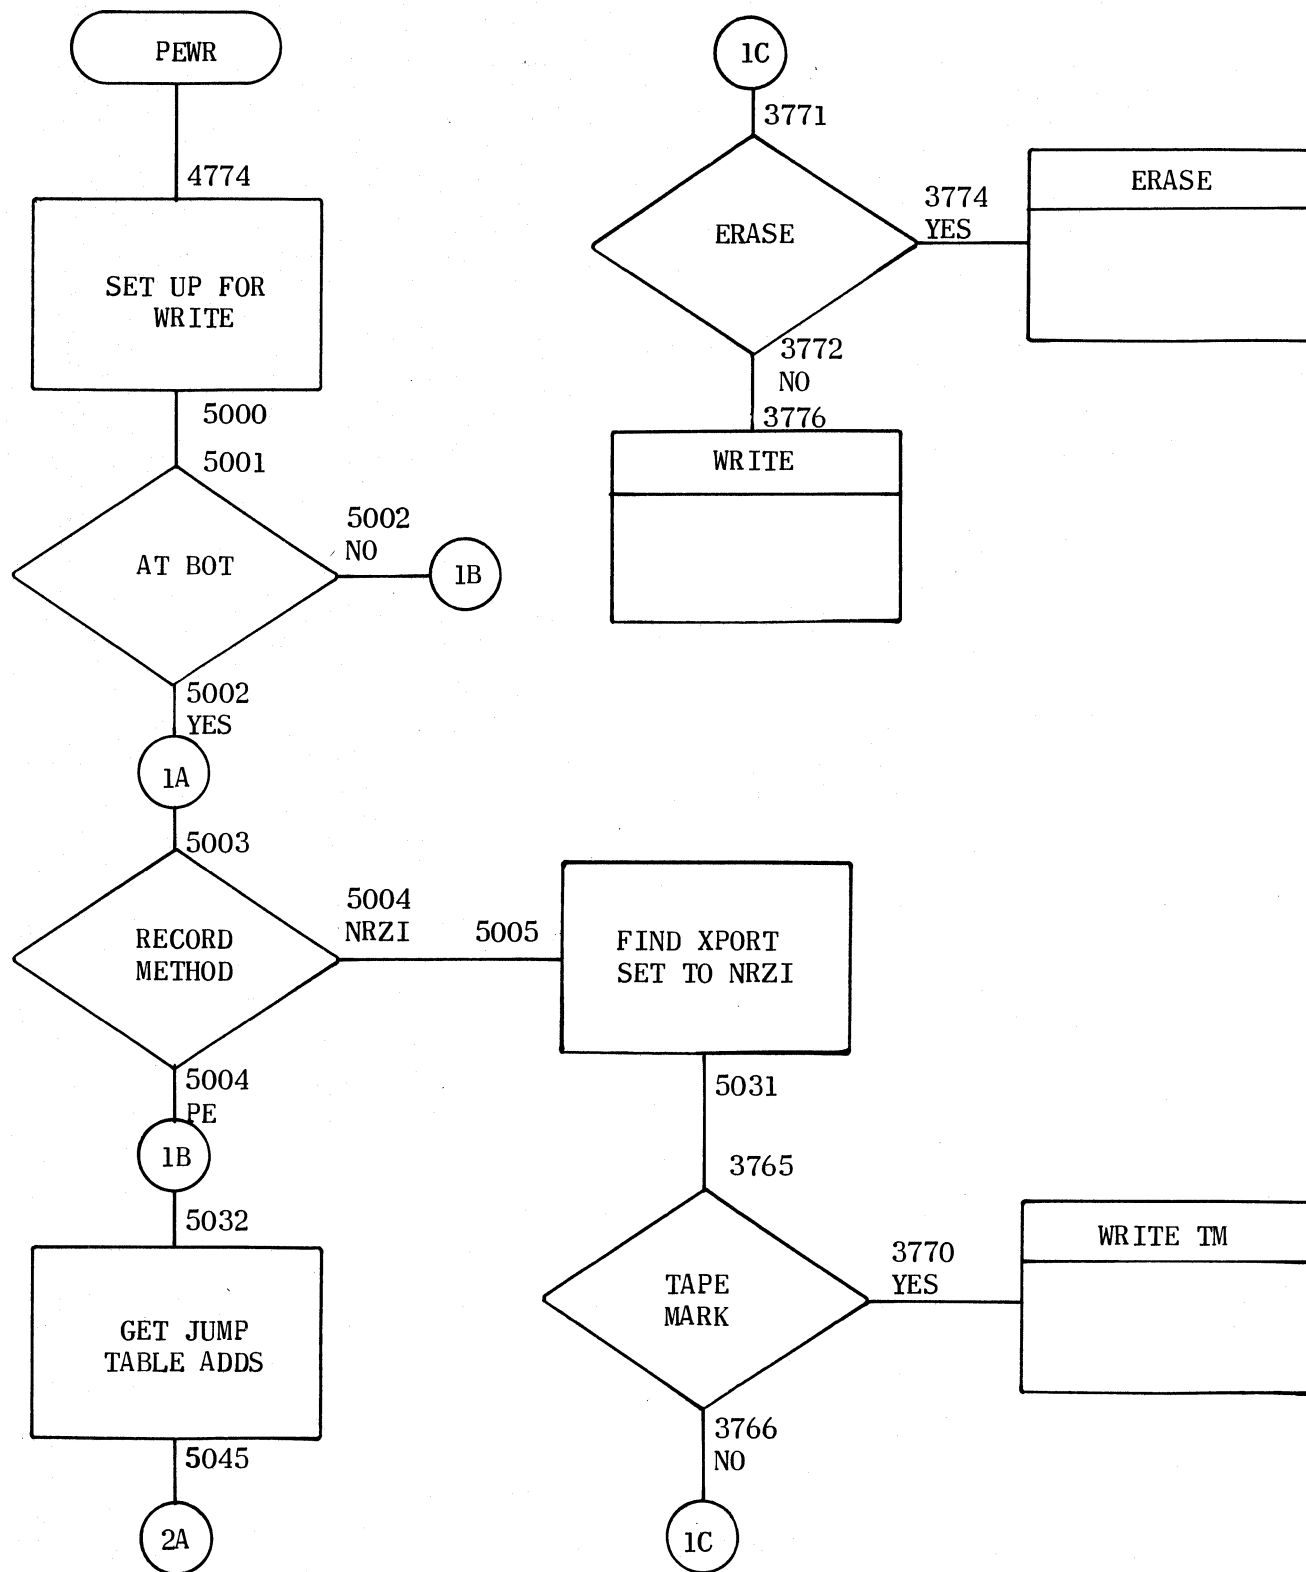 PEWR
4774
SET UP FOR
WRITE
5000
5001
AT BOT
5002
NO
1B
5002
YES
1A
5003
RECORD
METHOD
5004
NRZI
5005
FIND XPORT
SET TO NRZI
5004
PE
1B
5032
GET JUMP
TABLE ADDS
5045
2A
5031
3765
TAPE
MARK
3770
YES
WRITE TM
3766
NO
1C
1C
3771
ERASE
3774
YES
ERASE
3772
NO
3776
WRITE